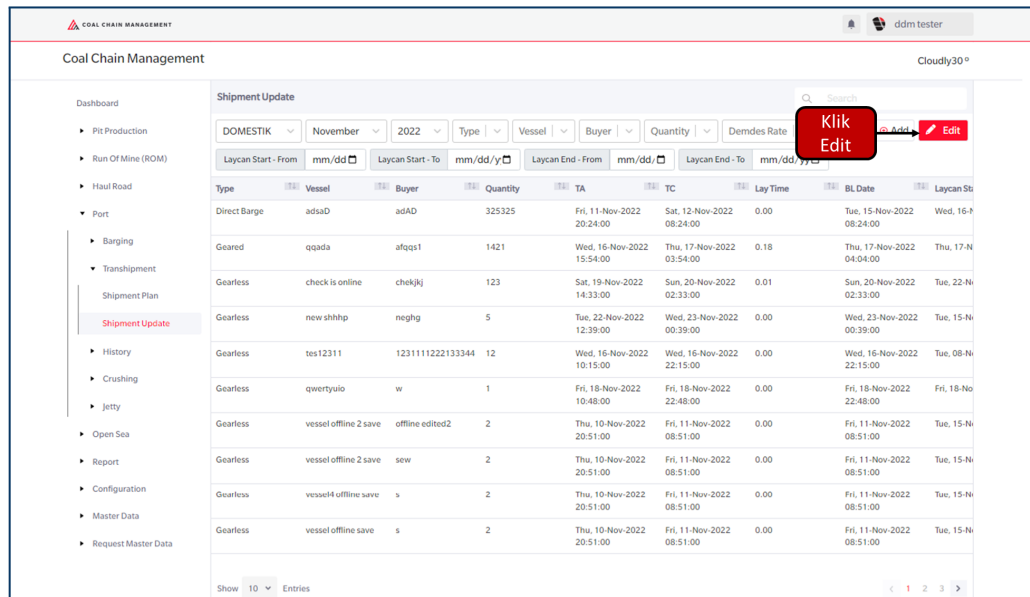 COAL CHAIN MANAGEMENT
ddm tester
Coal Chain Management
Cloudly30°
Dashboard
Pit Production
Run Of Mine (ROM)
Haul Road
Port
Barging
Transhipment
Shipment Plan
Shipment Update
History
Crushing
Jetty
Open Sea
Report
Configuration
Master Data
Request Master Data
Shipment Update
Search
DOMESTIK November 2022 Type Vessel Buyer Quantity Demdes Rate Add Edit
Klik
Edit
Laycan Start - From mm/dd Laycan Start - To mm/dd/y Laycan End - From mm/dd/ Laycan End - To mm/dd/yy
Type Vessel Buyer Quantity TA TC Lay Time BL Date Laycan Sta
Direct Barge adsaD adAD 325325 Fri, 11-Nov-2022 Sat, 12-Nov-2022 0.00 Tue, 15-Nov-2022 Wed, 16-N
20:24:00 08:24:00 08:24:00
Geared qqada afqqs1 1421 Wed, 16-Nov-2022 Thu, 17-Nov-2022 0.18 Thu, 17-Nov-2022 Thu, 17-N
15:54:00 03:54:00 04:04:00
Gearless check is online chekjkj 123 Sat, 19-Nov-2022 Sun, 20-Nov-2022 0.01 Sun, 20-Nov-2022 Tue, 22-N
14:33:00 02:33:00 02:33:00
Gearless new shhhp neghg 5 Tue, 22-Nov-2022 Wed, 23-Nov-2022 0.00 Wed, 23-Nov-2022 Tue, 15-N
12:39:00 00:39:00 00:39:00
Gearless tes12311 1231111222133344 12 Wed, 16-Nov-2022 Wed, 16-Nov-2022 0.00 Wed, 16-Nov-2022 Tue, 08-N
10:15:00 22:15:00 22:15:00
Gearless qwertyuio w 1 Fri, 18-Nov-2022 Fri, 18-Nov-2022 0.00 Fri, 18-Nov-2022 Fri, 18-No
10:48:00 22:48:00 22:48:00
Gearless vessel offline 2 save offline edited2 2 Thu, 10-Nov-2022 Fri, 11-Nov-2022 0.00 Fri, 11-Nov-2022 Tue, 15-N
20:51:00 08:51:00 08:51:00
Gearless vessel offline 2 save sew 2 Thu, 10-Nov-2022 Fri, 11-Nov-2022 0.00 Fri, 11-Nov-2022 Tue, 15-N
20:51:00 08:51:00 08:51:00
Gearless vessel4 offline save s 2 Thu, 10-Nov-2022 Fri, 11-Nov-2022 0.00 Fri, 11-Nov-2022 Tue, 15-N
20:51:00 08:51:00 08:51:00
Gearless vessel offline save s 2 Thu, 10-Nov-2022 Fri, 11-Nov-2022 0.00 Fri, 11-Nov-2022 Tue, 15-N
20:51:00 08:51:00 08:51:00
Show 10 Entries
1 2 3